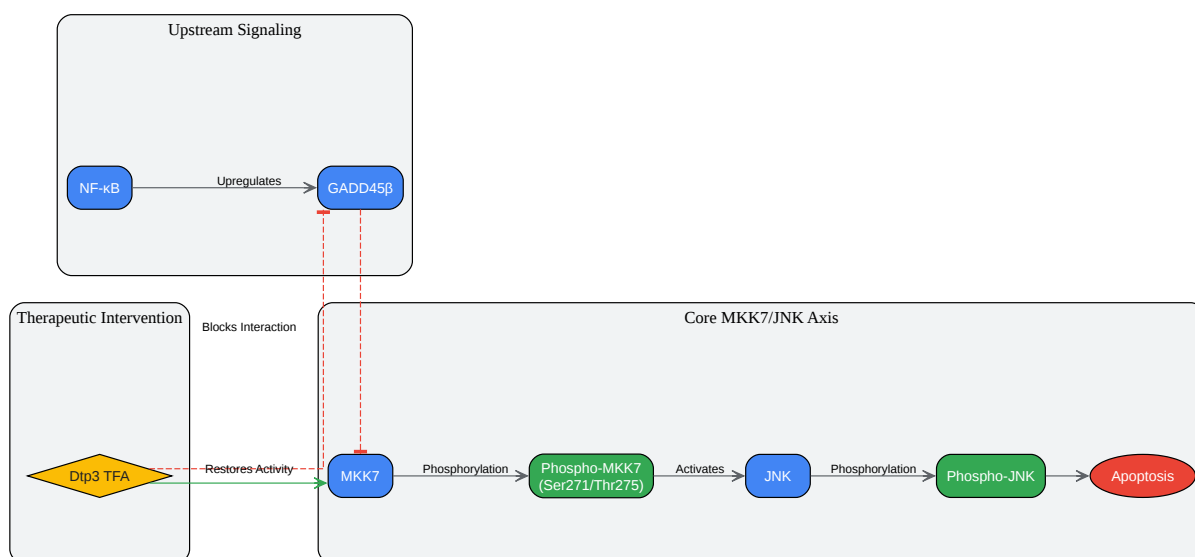 Upstream Signaling
NF-κB
Upregulates
GADD45β
Therapeutic Intervention
Blocks Interaction
Core MKK7/JNK Axis
Dtp3 TFA
Restores Activity
MKK7
Phosphorylation
Phospho-MKK7
(Ser271/Thr275)
Activates
JNK
Phosphorylation
Phospho-JNK
Apoptosis